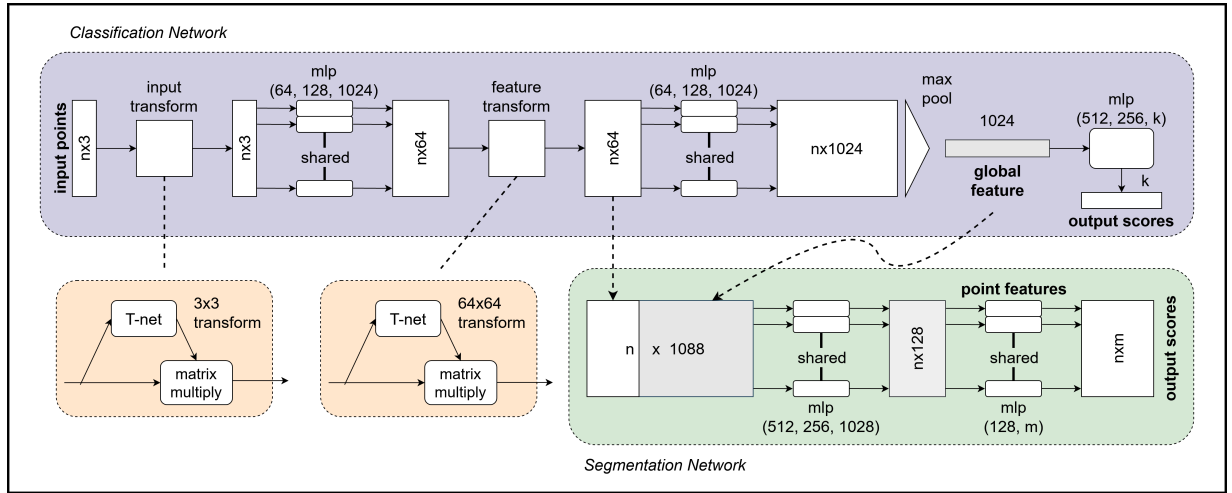 Classification Network
input points
nx3
input
transform
nx3
mlp
(64, 128, 1024)
shared
nx64
feature
transform
nx64
mlp
(64, 128, 1024)
shared
nx1024
max
pool
1024
global
feature
mlp
(512, 256, k)
k
output scores
3x3
transform
T-net
matrix
multiply
64x64
transform
T-net
matrix
multiply
n x 1088
shared
mlp
(512, 256, 1028)
nx128
point features
shared
mlp
(128, m)
nxm
output scores
Segmentation Network